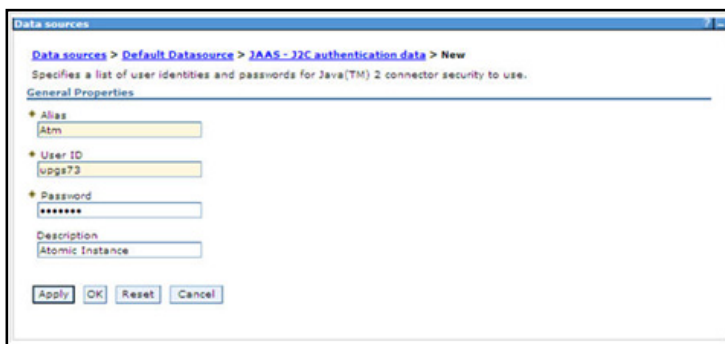 Data sources
?
Data sources > Default Datasource > JAAS - J2C authentication data > New
Specifies a list of user identities and passwords for Java(TM) 2 connector security to use.
General Properties
Alias
Atm
User ID
upgs73
Password
•••••••
Description
Atomic Instance
Apply OK Reset Cancel